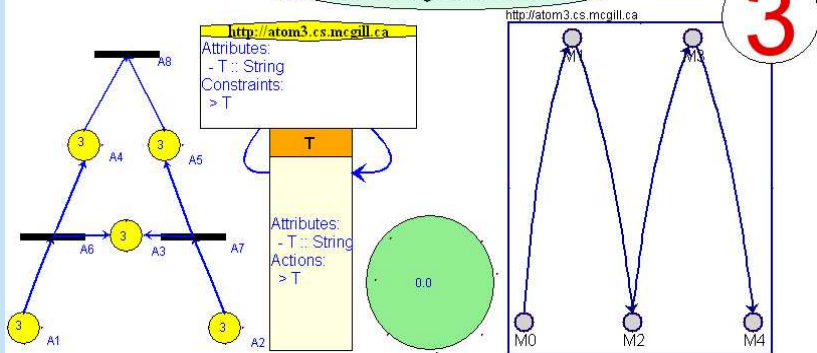 http://atom3.cs.mcgill.ca
3
http://atom3.cs.mcgill.ca
Attributes:
- T :: String
Constraints:
> T
A8
3
A4
3
A5
T
A6
3
A3
A7
Attributes:
- T :: String
Actions:
> T
0.0
3
A1
3
A2
M1
M3
M0
M2
M4